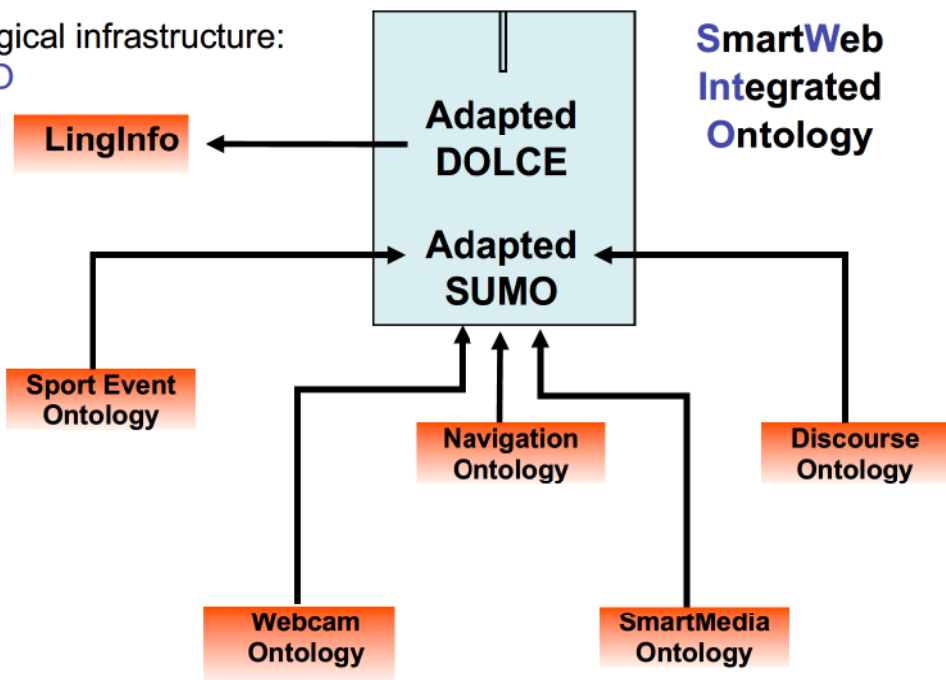 gical infrastructure:
O
SmartWeb
Integrated
Ontology
LingInfo
Adapted
DOLCE
Adapted
SUMO
Sport Event
Ontology
Navigation
Ontology
Discourse
Ontology
Webcam
Ontology
SmartMedia
Ontology